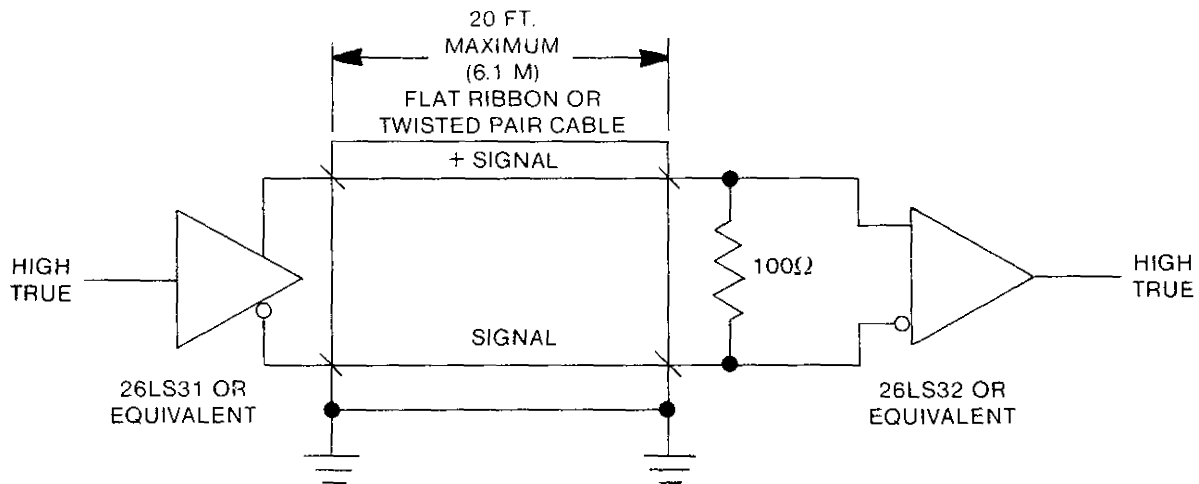 20 FT.
MAXIMUM
(6.1 M)
FLAT RIBBON OR
TWISTED PAIR CABLE
+ SIGNAL
HIGH
TRUE
100Ω
HIGH
TRUE
SIGNAL
26LS31 OR
EQUIVALENT
26LS32 OR
EQUIVALENT